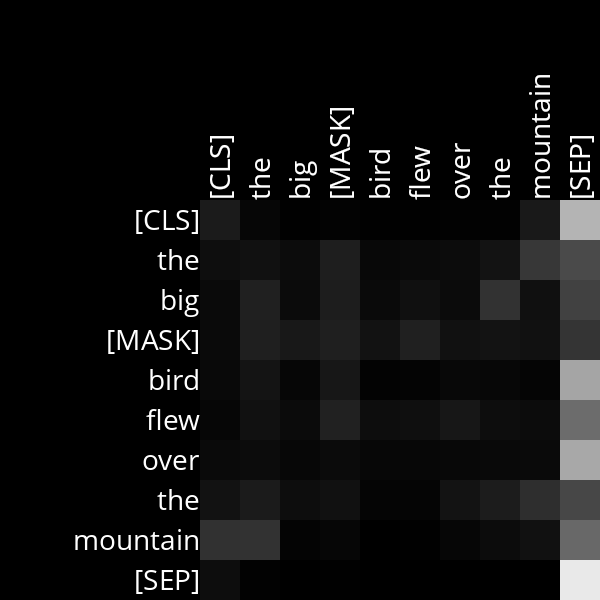 [CLS] the big [MASK] bird flew over the mountain [SEP]
[CLS]
the
big
[MASK]
bird
flew
over
the
mountain
[SEP]